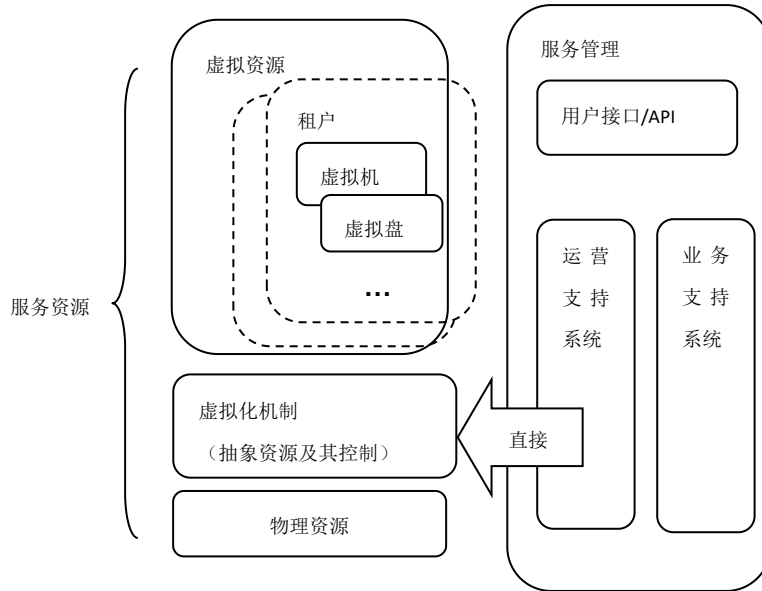 虚拟资源
租户
虚拟机
虚拟盘
...
服务资源
虚拟化机制
（抽象资源及其控制）
物理资源
直接
服务管理
用户接口/API
运 营
支 持
系统
业 务
支 持
系统